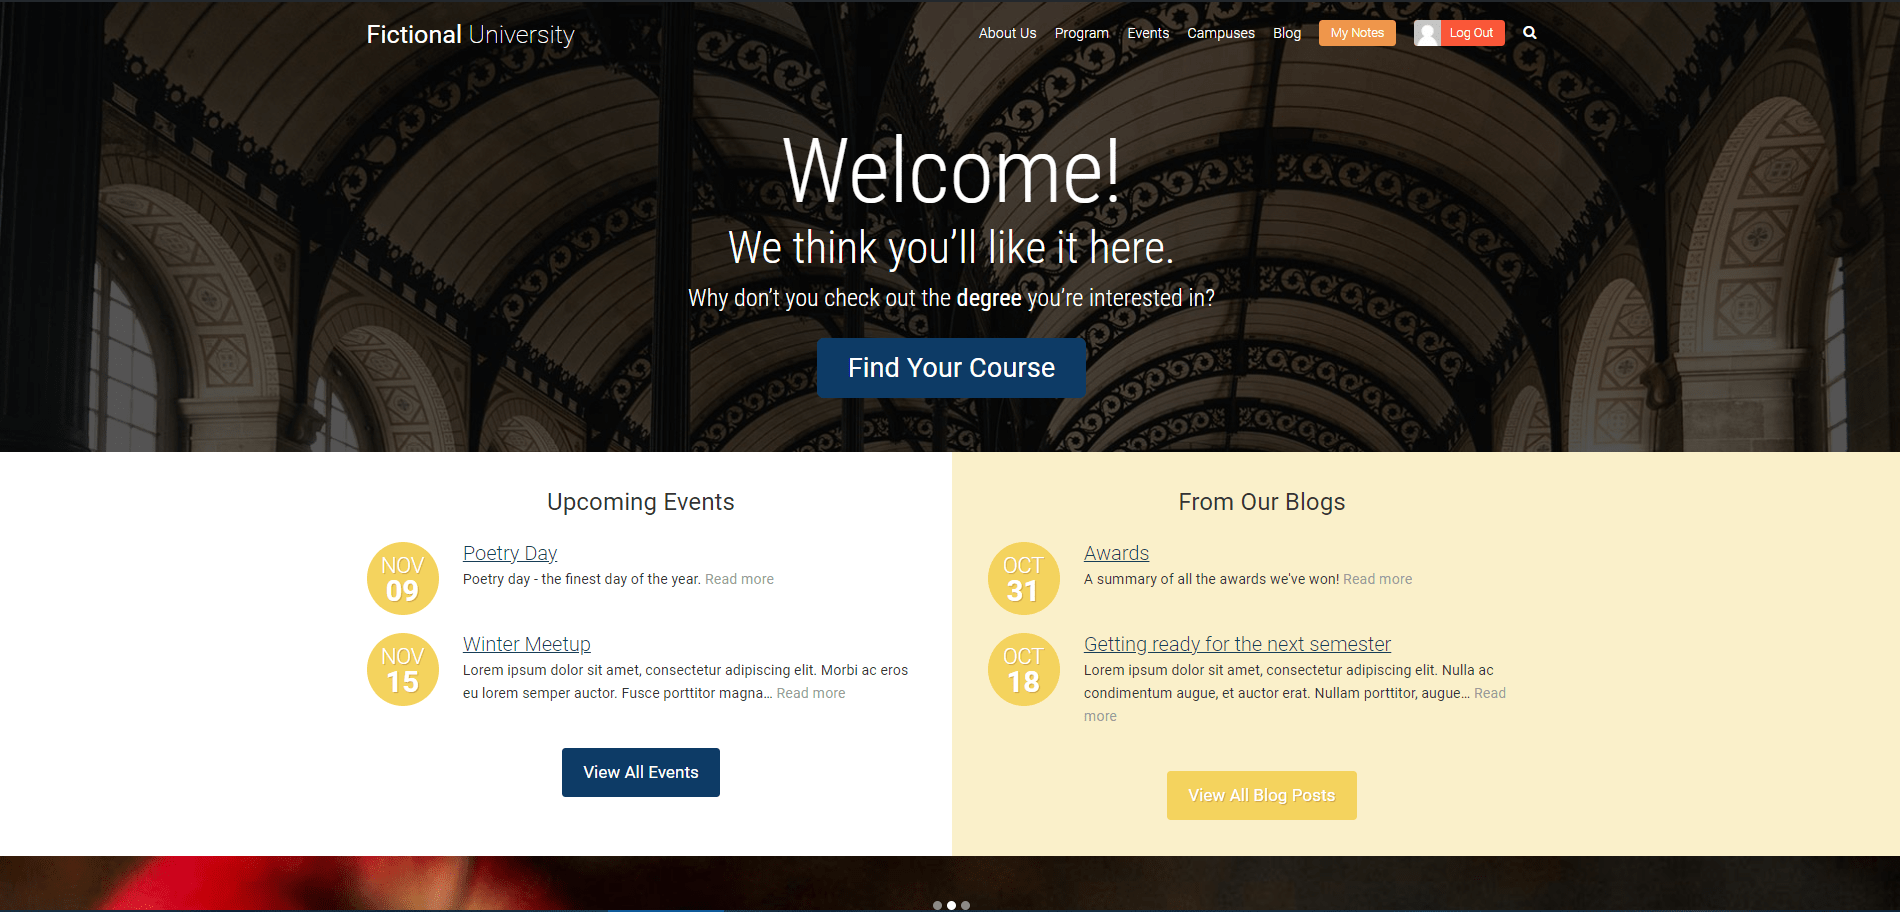 Fictional University
About Us Program Events Campuses Blog My Notes Log Out
Welcome!
We think you’ll like it here.
Why don’t you check out the degree you’re interested in?
Find Your Course
Upcoming Events
NOV
09
Poetry Day
Poetry day - the finest day of the year. Read more
NOV
15
Winter Meetup
Lorem ipsum dolor sit amet, consectetur adipiscing elit. Morbi ac eros
eu lorem semper auctor. Fusce porttitor magna... Read more
View All Events
From Our Blogs
OCT
31
Awards
A summary of all the awards we've won! Read more
OCT
18
Getting ready for the next semester
Lorem ipsum dolor sit amet, consectetur adipiscing elit. Nulla ac
condimentum augue, et auctor erat. Nullam porttitor, augue... Read
more
View All Blog Posts